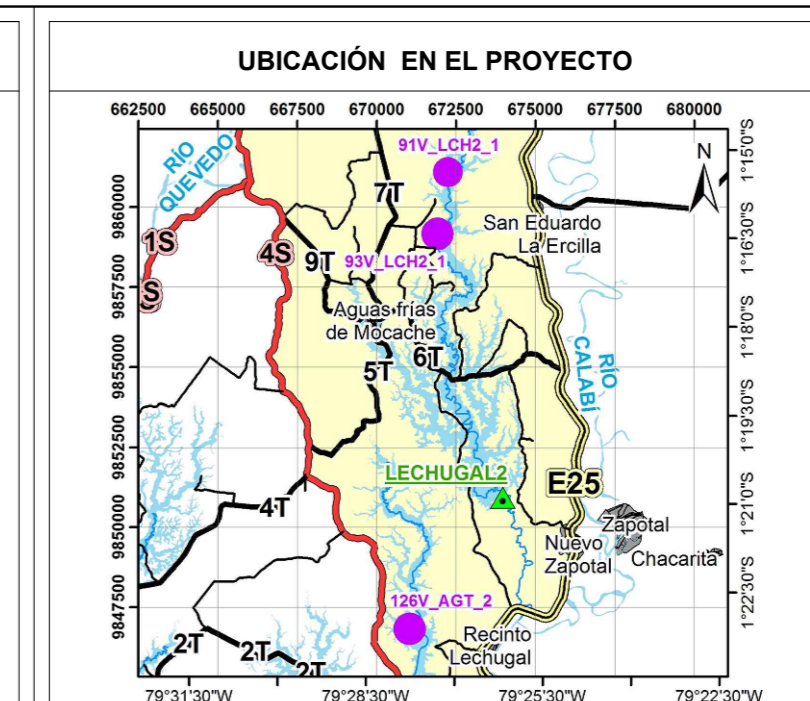 UBICACIÓN EN EL PROYECTO
662500 665000 667500 670000 672500 675000 677500 680000
RÍO
QUEVEDO
91V_LCH2_1
N
1°15'0"S
9860000
7T
San Eduardo
La Ercilla
1S
4S
9T
93V_LCH2_1
1°16'30"S
S
9857500
Aguas frías
de Mocache
1°18'0"S
RÍO
CALABÍ
6T
5T
9855000
1°19'30"S
9852500
LECHUGAL2
E25
1°21'0"S
4T
9850000
Zapotal
Nuevo
Zapotal
Chacarita
1°22'30"S
9847500
126V_AGT_2
Recinto
Lechugal
2T
2T
2T
79°31'30"W 79°28'30"W 79°25'30"W 79°22'30"W